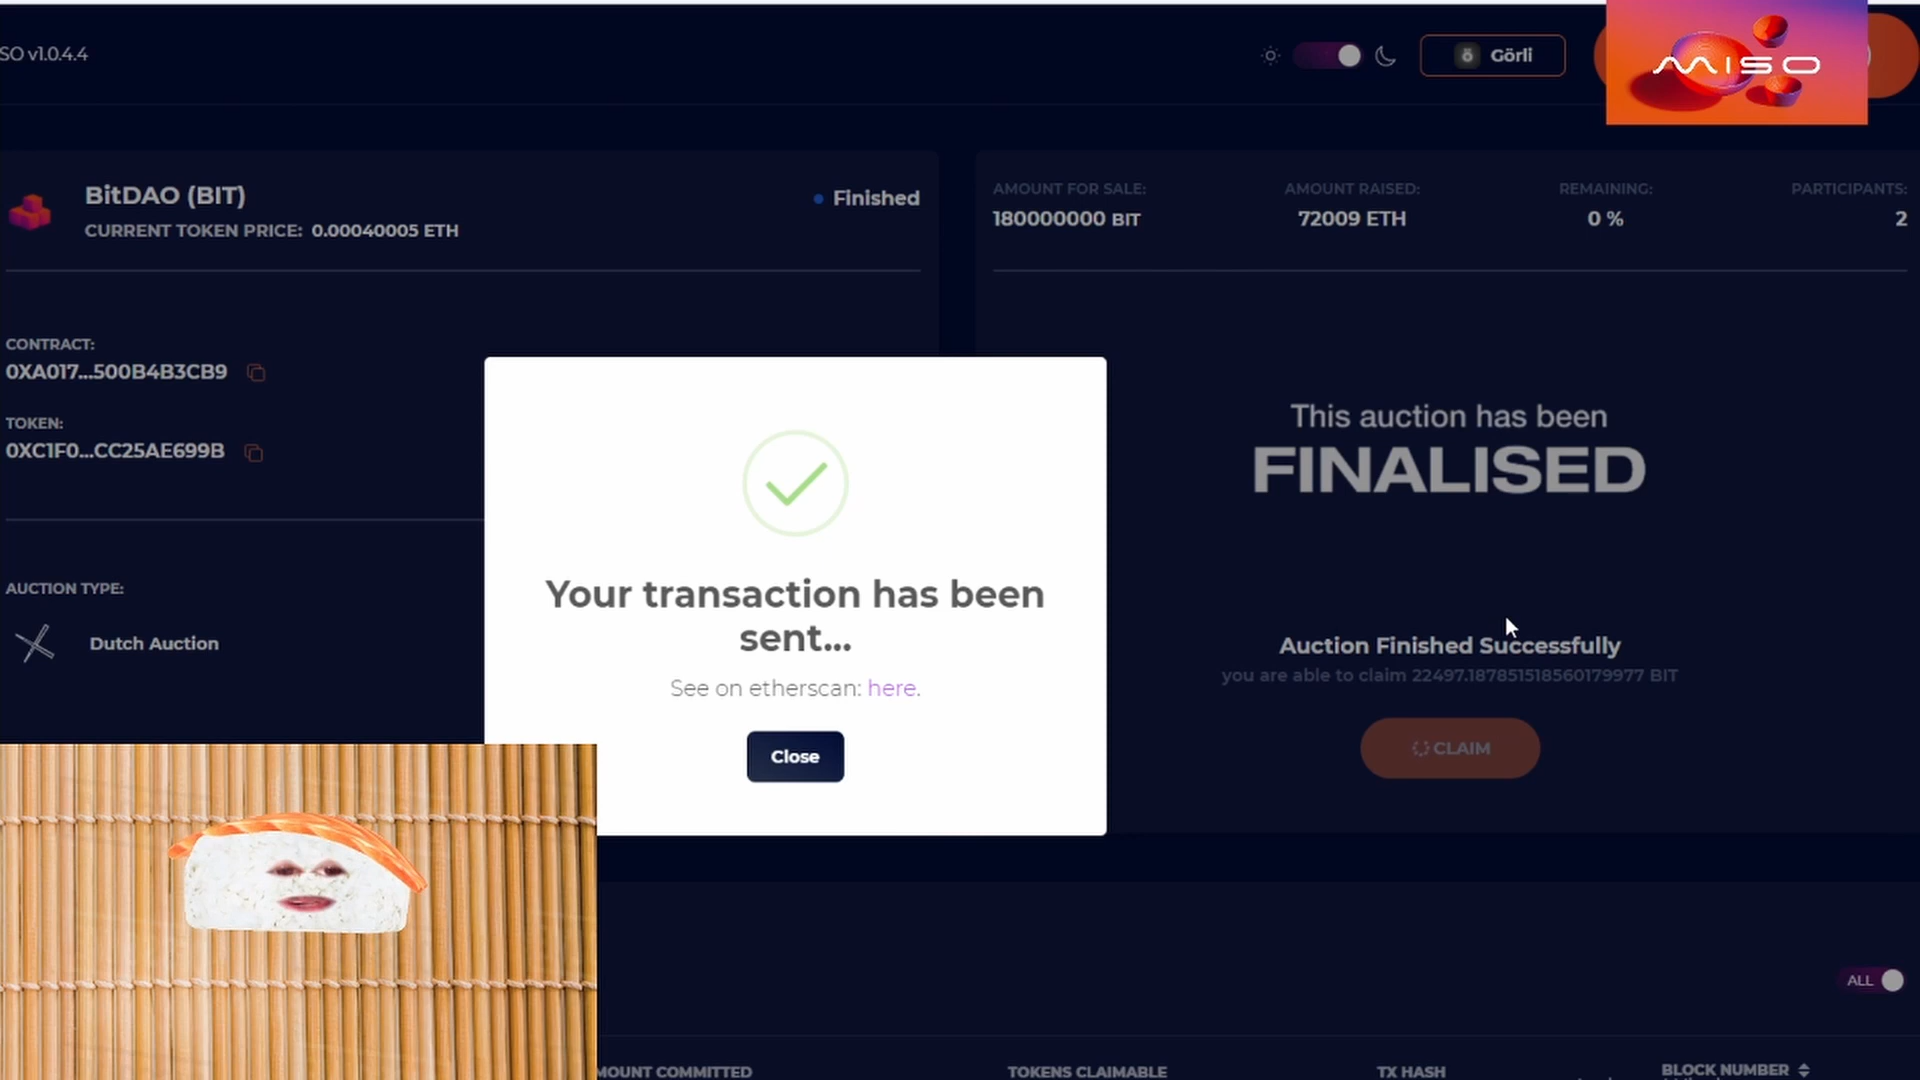 SO v1.0.4.4
Görli
MISO
BitDAO (BIT)
CURRENT TOKEN PRICE: 0.00040005 ETH
Finished
AMOUNT FOR SALE:
180000000 BIT
AMOUNT RAISED:
72009 ETH
REMAINING:
0 %
PARTICIPANTS:
2
CONTRACT:
0XA017...500B4B3CB9
TOKEN:
0XC1F0...CC25AE699B
AUCTION TYPE:
Dutch Auction
Your transaction has been
sent...
See on etherscan: here.
Close
This auction has been
FINALISED
Auction Finished Successfully
you are able to claim 22497.187851518560179977 BIT
CLAIM
ALL
MOUNT COMMITTED
TOKENS CLAIMABLE
TX HASH
BLOCK NUMBER